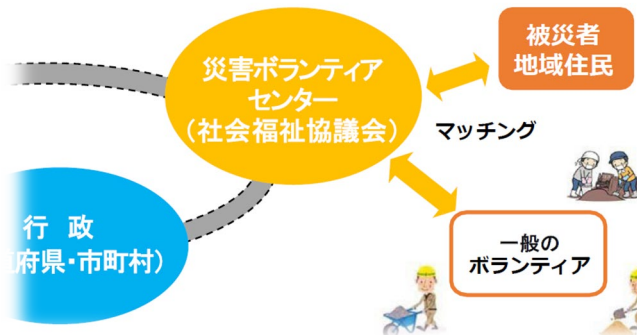 災害ボランティア
センター
（社会福祉協議会）
被災者
地域住民
マッチング
一般の
ボランティア
行 政
府県・市町村）